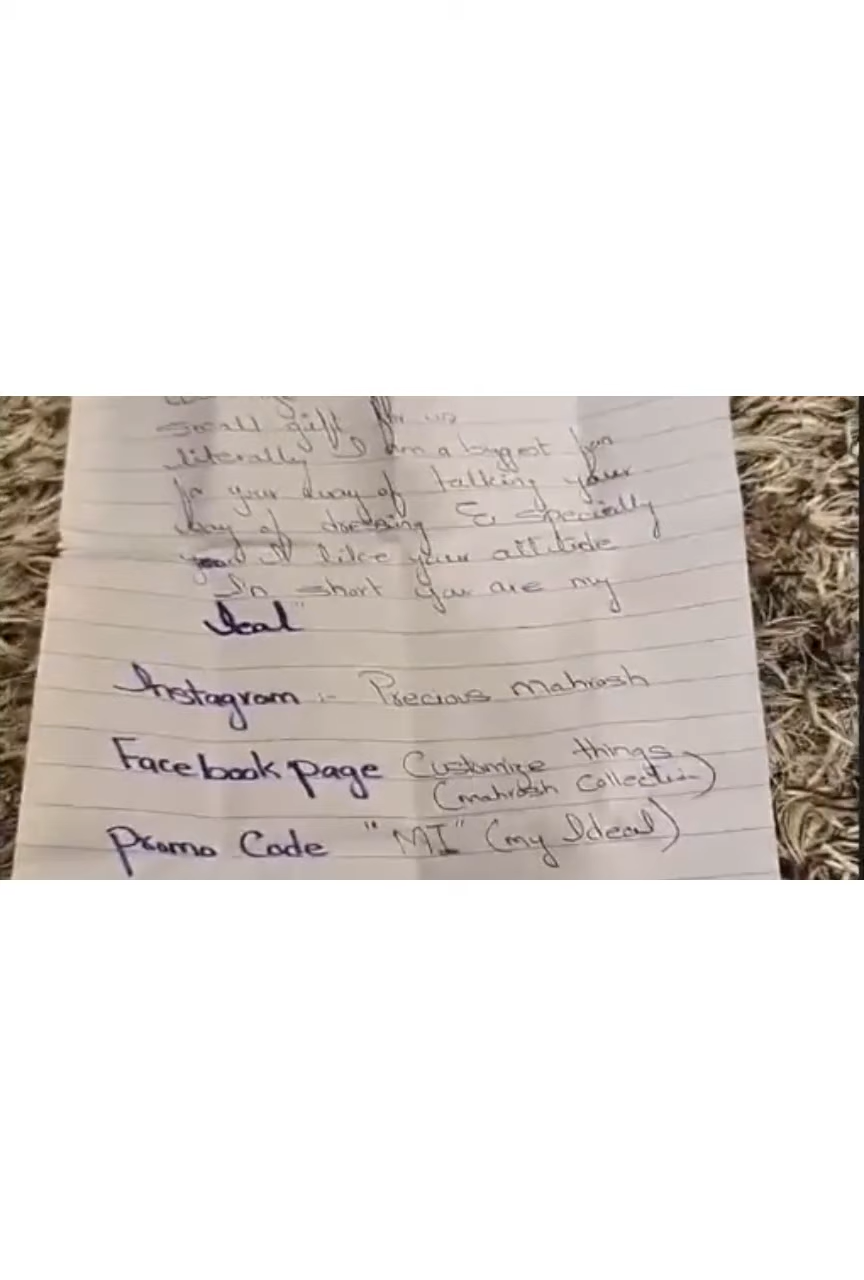 small gift for us
literally I am a biggest fan
for your way of talking your
way of dressing & specially
I like your attitude
In short you are my
Ideal"
Instagram :- Precious mahrosh
Facebook page Customize things
(mahrosh Collection)
Promo Code "MI" (my Ideal)